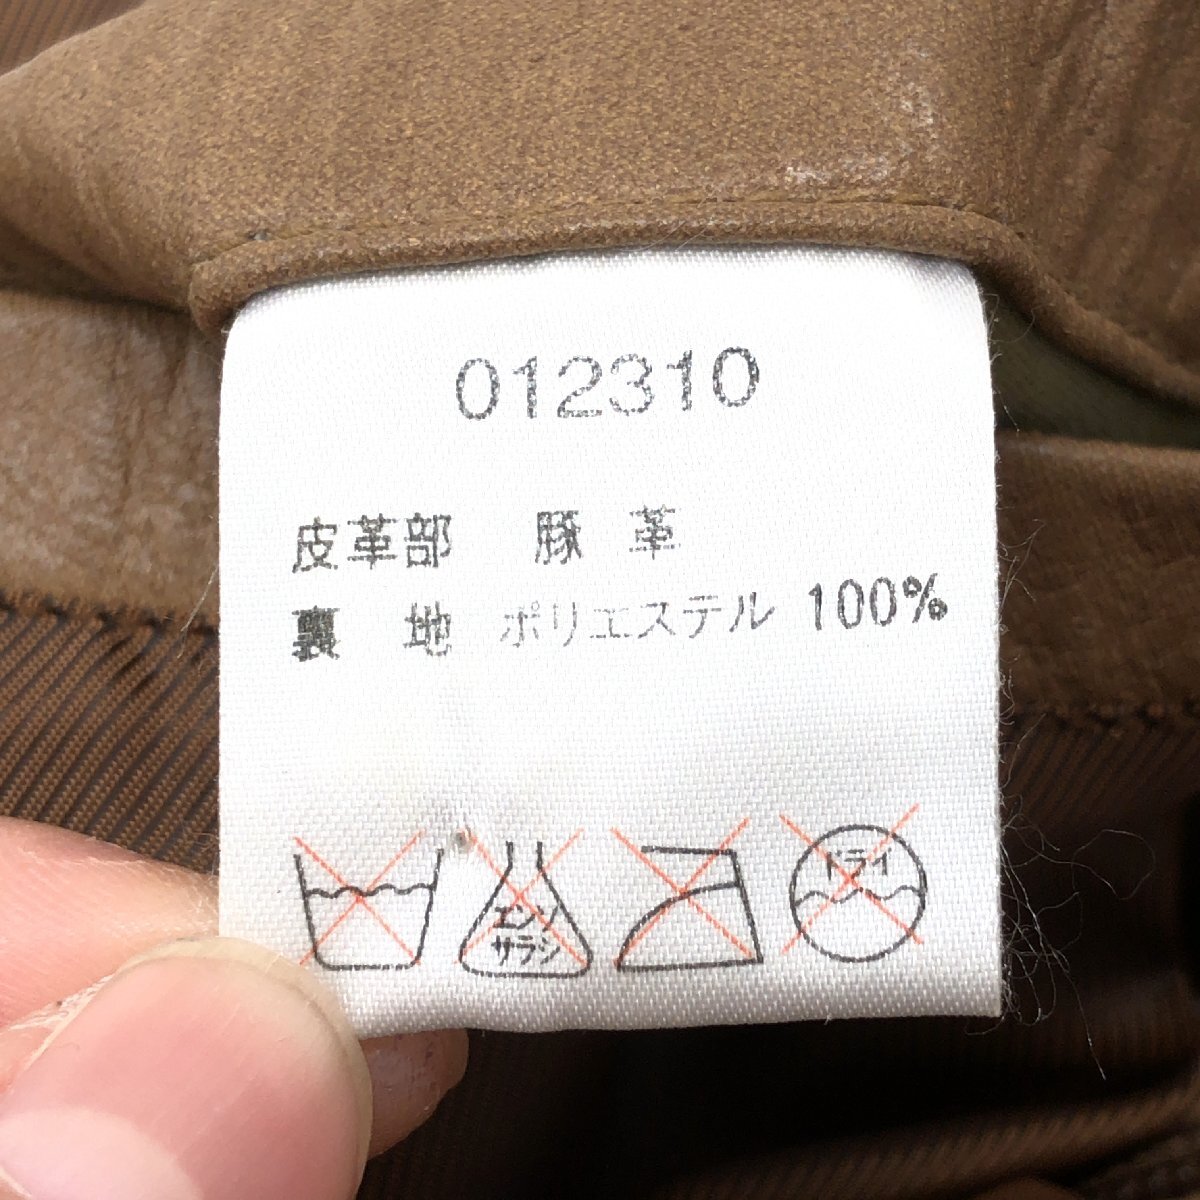 012310
皮革部 豚革
裏地 ポリエステル 100%
エンソ
サラシ
ドライ